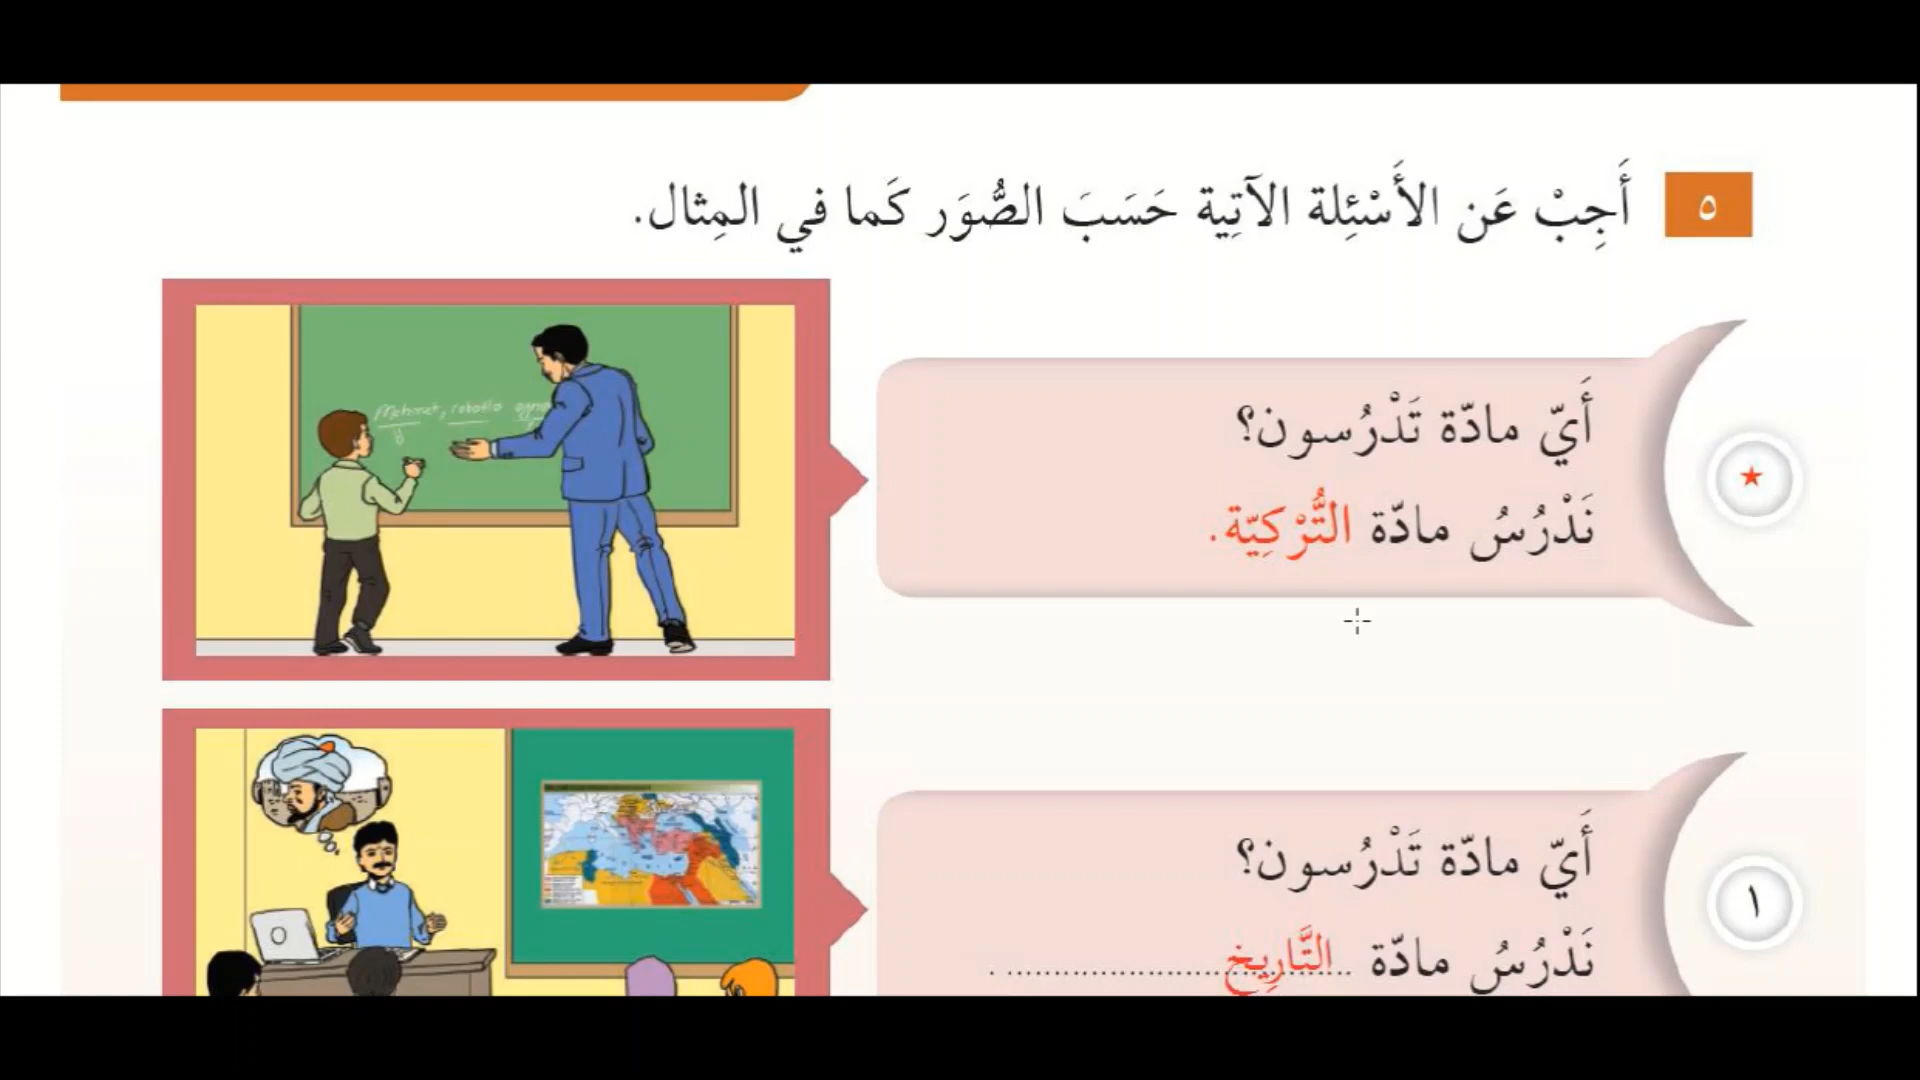 ٥ أَجِبْ عَن الأَسْئِلة الآتِية حَسَبَ الصُّوَر كَما في المِثال.
أَيّ مادّة تَدْرُسون؟
نَدْرُسُ مادّة التُّرْكِيّة.
١
أَيّ مادّة تَدْرُسون؟
نَدْرُسُ مادّة التَّارِيخ .